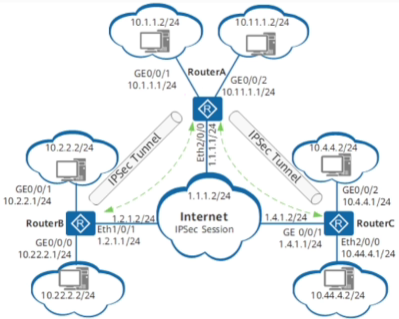 10.1.1.2/24
10.11.1.2/24
GE0/0/1
10.1.1.1/24
RouterA
GE0/0/2
10.11.1.1/24
R
Eth2/0/0
1.1.1.1/24
IPSec Tunnel
IPSec Tunnel
10.2.2.2/24
10.4.4.2/24
1.1.1.2/24
GE0/0/1
10.2.2.1/24
GE0/0/2
10.4.4.1/24
RouterB
R
1.2.1.2/24
Internet
IPSec Session
1.4.1.2/24
R
RouterC
Eth1/0/1
1.2.1.1/24
GE 0/0/1
1.4.1.1/24
GE0/0/0
10.22.2.1/24
Eth2/0/0
10.44.4.1/24
10.22.2.2/24
10.44.4.2/24